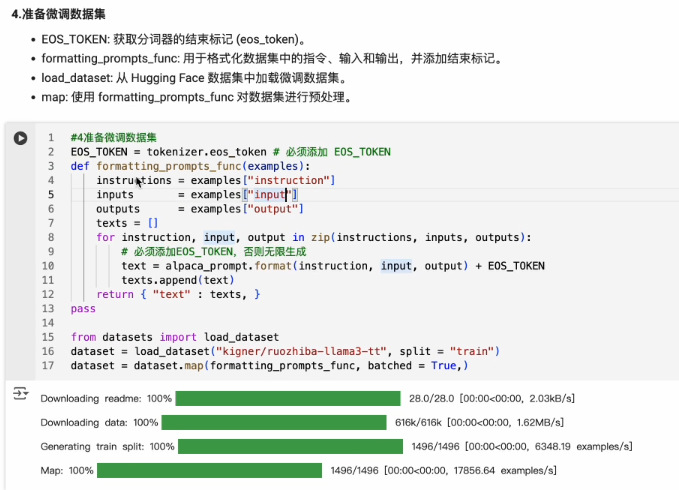 4.准备微调数据集
• EOS_TOKEN: 获取分词器的结束标记 (eos_token)。
• formatting_prompts_func: 用于格式化数据集中的指令、输入和输出，并添加结束标记。
• load_dataset: 从 Hugging Face 数据集中加载微调数据集。
• map: 使用 formatting_prompts_func 对数据集进行预处理。
1 #4准备微调数据集
2 EOS_TOKEN = tokenizer.eos_token # 必须添加 EOS_TOKEN
3 def formatting_prompts_func(examples):
4     instructions = examples["instruction"]
5     inputs       = examples["input"]
6     outputs      = examples["output"]
7     texts = []
8     for instruction, input, output in zip(instructions, inputs, outputs):
9         # 必须添加EOS_TOKEN，否则无限生成
10         text = alpaca_prompt.format(instruction, input, output) + EOS_TOKEN
11         texts.append(text)
12     return { "text" : texts, }
13 pass
14
15 from datasets import load_dataset
16 dataset = load_dataset("kigner/ruozhiba-llama3-tt", split = "train")
17 dataset = dataset.map(formatting_prompts_func, batched = True,)
Downloading readme: 100% 28.0/28.0 [00:00<00:00, 2.03kB/s]
Downloading data: 100% 616k/616k [00:00<00:00, 1.62MB/s]
Generating train split: 100% 1496/1496 [00:00<00:00, 6348.19 examples/s]
Map: 100% 1496/1496 [00:00<00:00, 17856.64 examples/s]